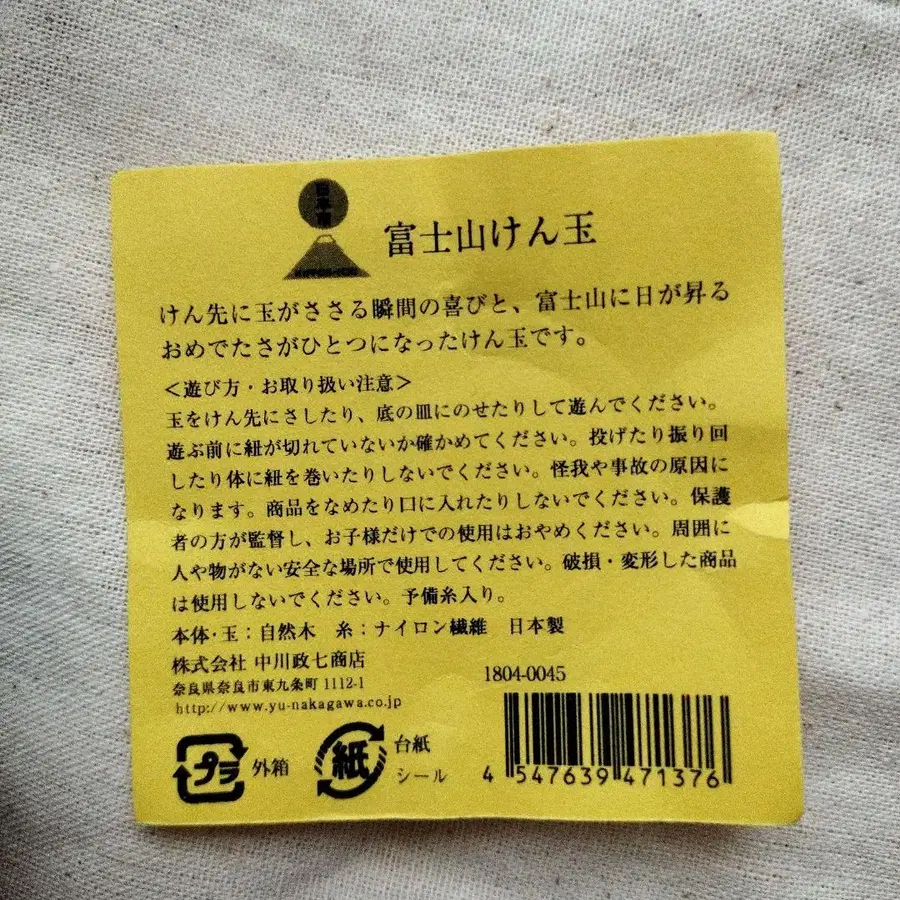 日本市
NIPPON-ICHI
富士山けん玉
けん先に玉がささる瞬間の喜びと、富士山に日が昇る
おめでたさがひとつになったけん玉です。
＜遊び方・お取り扱い注意＞
玉をけん先にさしたり、底の皿にのせたりして遊んでください。
遊ぶ前に紐が切れていないか確かめてください。投げたり振り回
したり体に紐を巻いたりしないでください。怪我や事故の原因に
なります。商品をなめたり口に入れたりしないでください。保護
者の方が監督し、お子様だけでの使用はおやめください。周囲に
人や物がない安全な場所で使用してください。破損・変形した商品
は使用しないでください。予備糸入り。
本体・玉：自然木　糸：ナイロン繊維　日本製
株式会社 中川政七商店
奈良県奈良市東九条町 1112-1
http://www.yu-nakagawa.co.jp
1804-0045
プラ 外箱
紙 台紙
シール
4 547639 471376